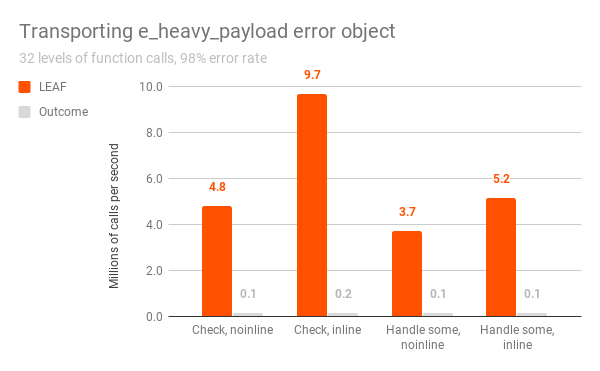 Transporting e_heavy_payload error object
32 levels of function calls, 98% error rate
LEAF
Outcome
Millions of calls per second
10.0
8.0
6.0
4.0
2.0
0.0
4.8
0.1
9.7
0.2
3.7
0.1
5.2
0.1
Check, noinline
Check, inline
Handle some,
noinline
Handle some,
inline